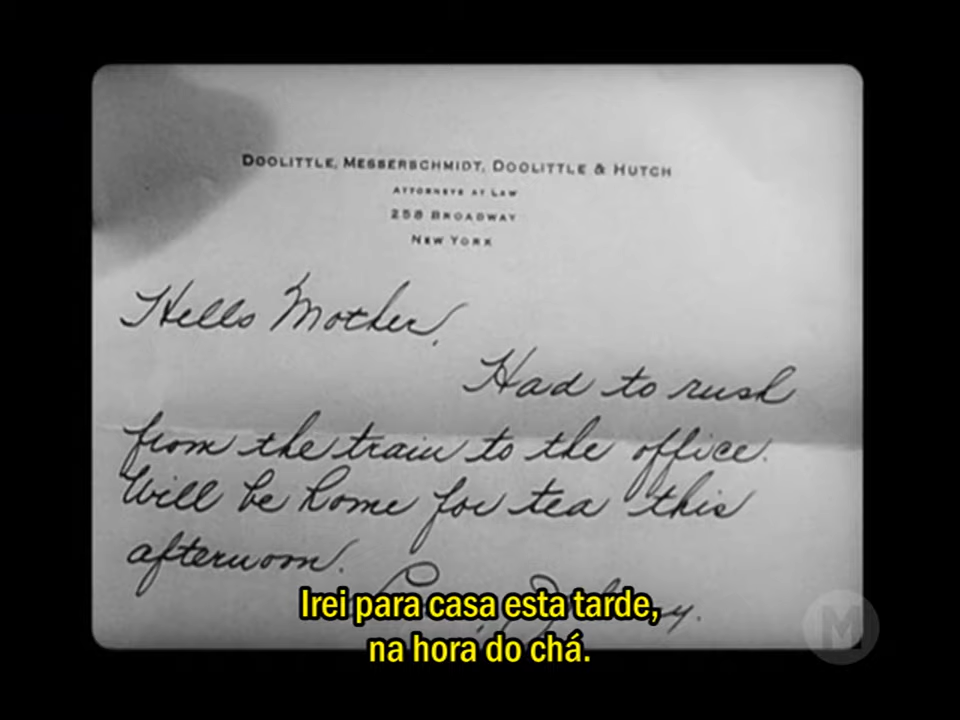 DOOLITTLE, MESSERSCHMIDT, DOOLITTLE & HUTCH
ATTORNEYS AT LAW
258 BROADWAY
NEW YORK
Hello Mother,
Had to rush
from the train to the office.
Will be home for tea this
afternoon.
Irei para casa esta tarde,
na hora do chá.
M